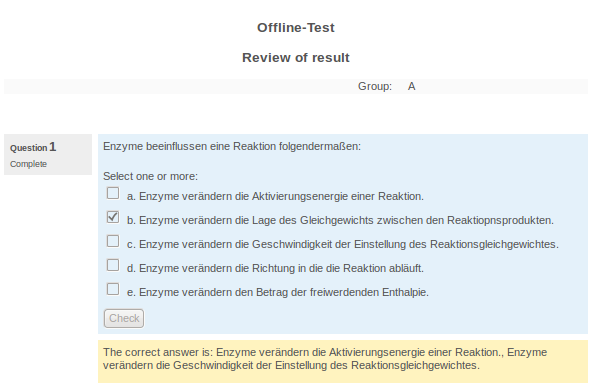 Offline-Test
Review of result
Group: A
Question 1
Complete
Enzyme beeinflussen eine Reaktion folgendermaßen:
Select one or more:
a. Enzyme verändern die Aktivierungsenergie einer Reaktion.
b. Enzyme verändern die Lage des Gleichgewichts zwischen den Reaktiopnsprodukten.
c. Enzyme verändern die Geschwindigkeit der Einstellung des Reaktionsgleichgewichtes.
d. Enzyme verändern die Richtung in die die Reaktion abläuft.
e. Enzyme verändern den Betrag der freiwerdenden Enthalpie.
Check
The correct answer is: Enzyme verändern die Aktivierungsenergie einer Reaktion., Enzyme
verändern die Geschwindigkeit der Einstellung des Reaktionsgleichgewichtes.